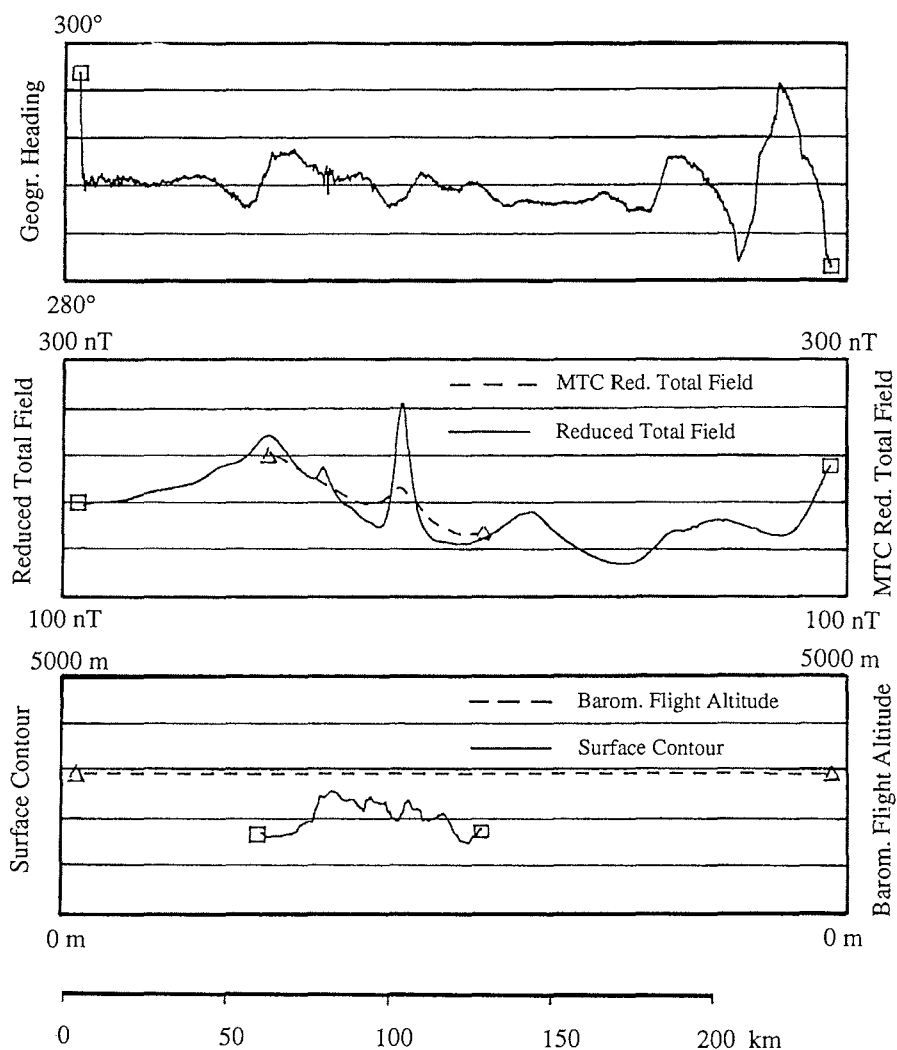 300°
Geogr. Heading
280°
300 nT 300 nT
MTC Red. Total Field
Reduced Total Field
Reduced Total Field
MTC Red. Total Field
100 nT 100 nT
5000 m 5000 m
Barom. Flight Altitude
Surface Contour
Surface Contour
Barom. Flight Altitude
0 m 0 m
0 50 100 150 200 km